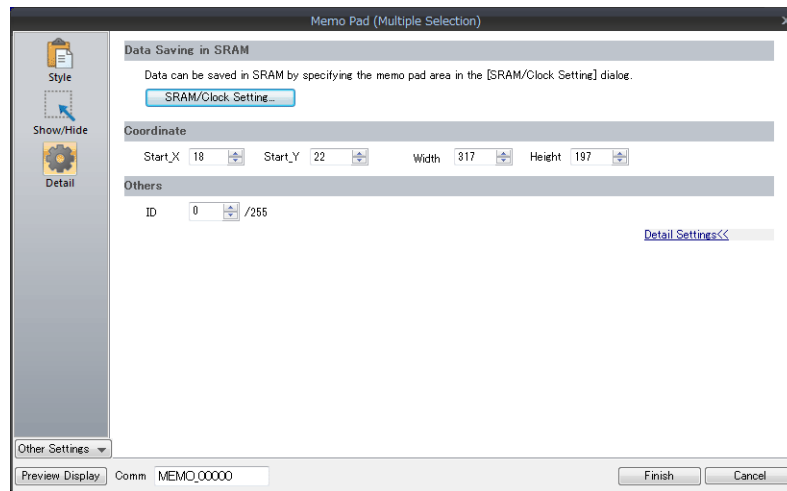 Memo Pad (Multiple Selection)
Style
Show/Hide
Detail
Data Saving in SRAM
Data can be saved in SRAM by specifying the memo pad area in the [SRAM/Clock Setting] dialog.
SRAM/Clock Setting...
Coordinate
Start_X 18 Start_Y 22 Width 317 Height 197
Others
ID 0 /255
Detail Settings<<
Other Settings
Preview Display Comm MEMO_00000 Finish Cancel